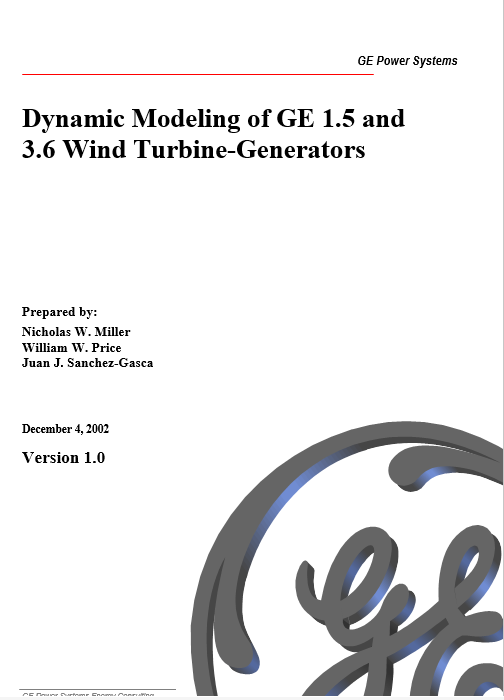 GE Power Systems
Dynamic Modeling of GE 1.5 and
3.6 Wind Turbine-Generators
Prepared by:
Nicholas W. Miller
William W. Price
Juan J. Sanchez-Gasca
December 4, 2002
Version 1.0
GE
GE Power Systems Energy Consulting